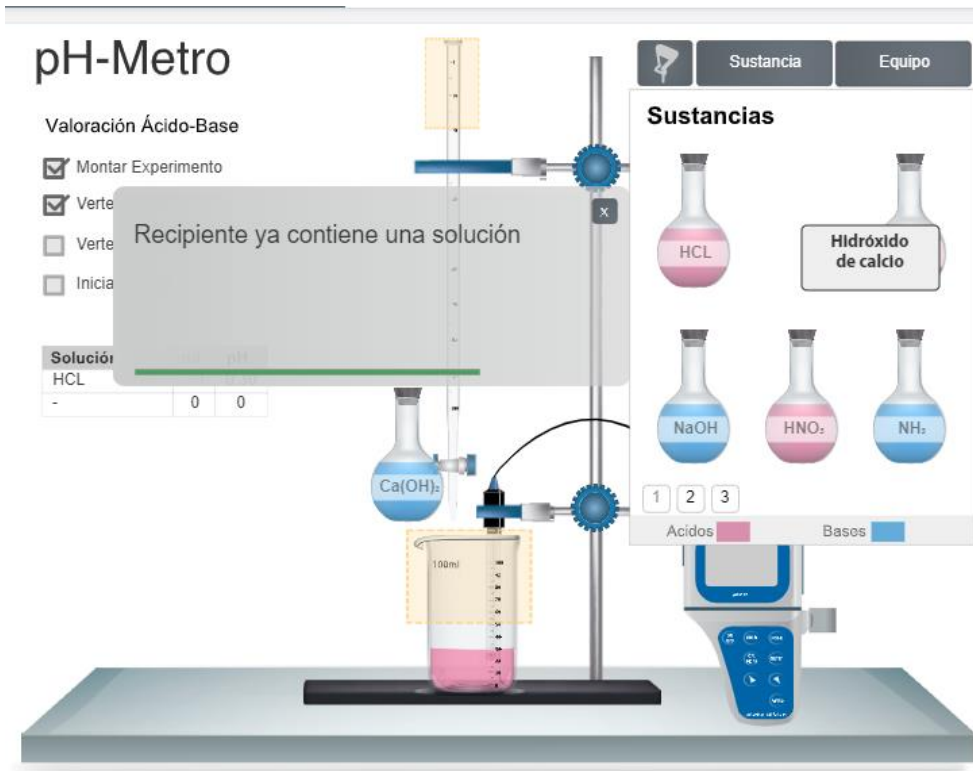 pH-Metro
Sustancia
Equipo
Valoración Ácido-Base
Montar Experimento
Verte
Verte
Inicia
Recipiente ya contiene una solución
x
Solución
pH
HCL
- 0 0
Ca(OH)₂
100ml
Sustancias
HCL
Hidróxido
de calcio
NaOH
HNO₃
NH₃
1 2 3
Acidos
Bases